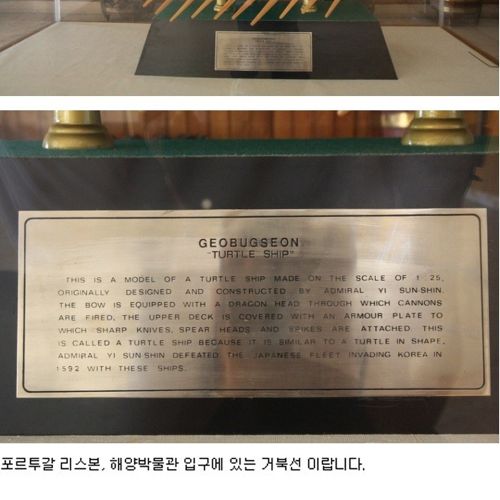 GEOBUGSEON
"TURTLE SHIP"
THIS IS A MODEL OF A TURTLE SHIP MADE ON THE SCALE OF 1:25,
ORIGINALLY DESIGNED AND CONSTRUCTED BY ADMIRAL YI SUN-SHIN.
THE BOW IS EQUIPPED WITH A DRAGON HEAD THROUGH WHICH CANNONS
ARE FIRED, THE UPPER DECK IS COVERED WITH AN ARMOUR PLATE TO
WHICH SHARP KNIVES, SPEAR HEADS AND SPIKES ARE ATTACHED. THIS
IS CALLED A TURTLE SHIP BECAUSE IT IS SIMILAR TO A TURTLE IN SHAPE,
ADMIRAL YI SUN-SHIN DEFEATED THE JAPANESE FLEET INVADING KOREA IN
1592 WITH THESE SHIPS.
포르투갈 리스본, 해양박물관 입구에 있는 거북선 이랍니다.